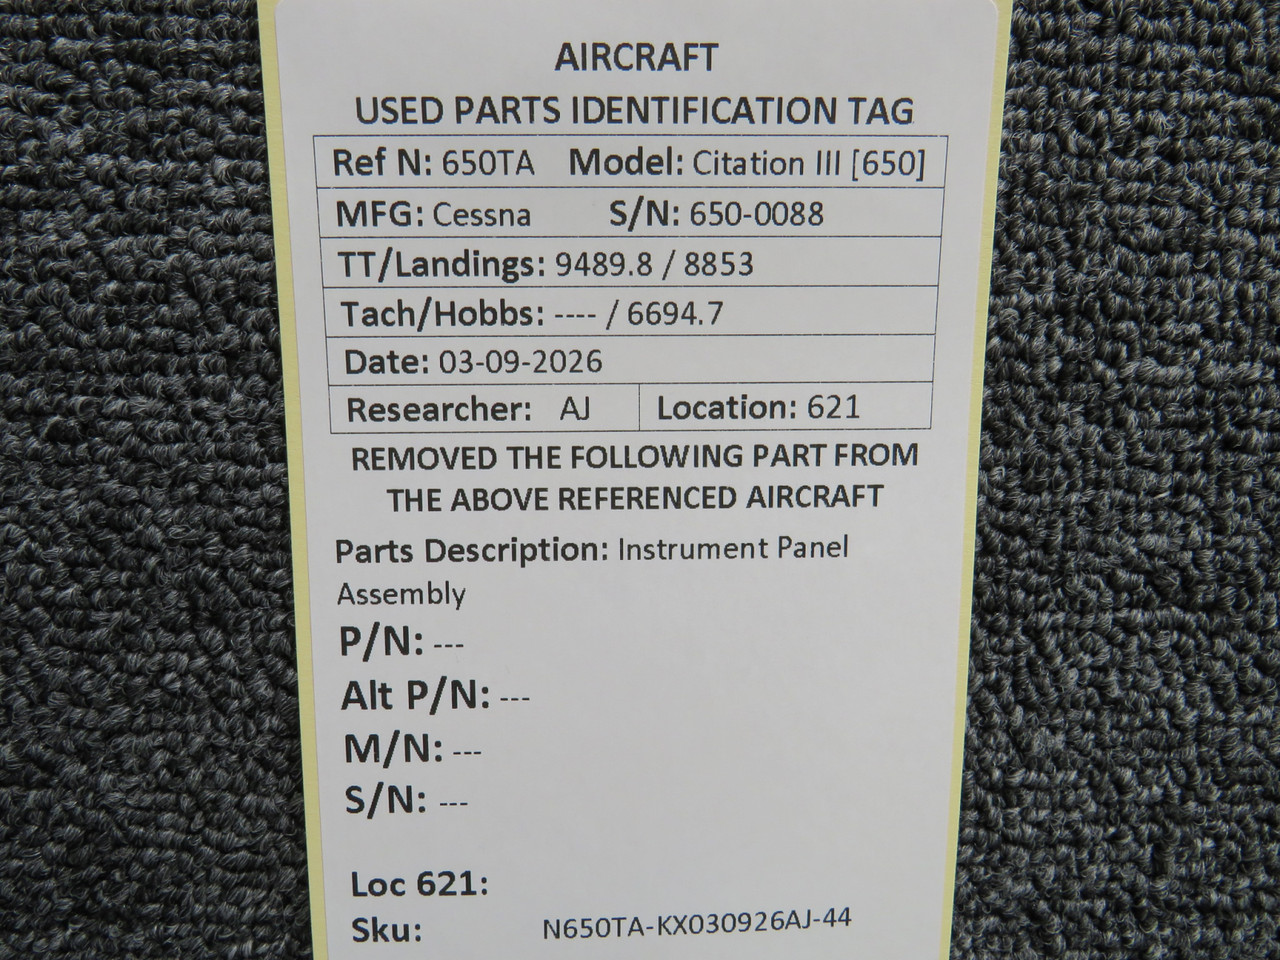 AIRCRAFT
USED PARTS IDENTIFICATION TAG
Ref N: 650TA Model: Citation III [650]
MFG: Cessna S/N: 650-0088
TT/Landings: 9489.8 / 8853
Tach/Hobbs: ---- / 6694.7
Date: 03-09-2026
Researcher: AJ Location: 621
REMOVED THE FOLLOWING PART FROM
THE ABOVE REFERENCED AIRCRAFT
Parts Description: Instrument Panel
Assembly
P/N: ---
Alt P/N: ---
M/N: ---
S/N: ---
Loc 621:
Sku: N650TA-KX030926AJ-44